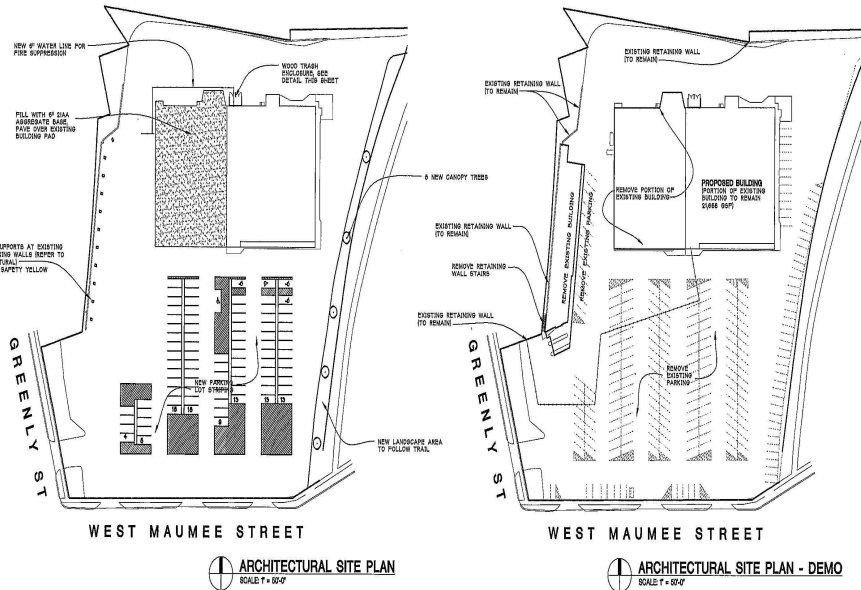 NEW 6" WATER LINE FOR
FIRE SUPPRESSION
WOOD TRASH
ENCLOSURE, SEE
DETAIL THIS SHEET
FILL WITH 6" 21AA
AGGREGATE BASE,
PAVE OVER EXISTING
BUILDING PAD
6 NEW CANOPY TREES
UPPORTS AT EXISTING
NING WALLS (REFER TO
TURAL)
SAFETY YELLOW
NEW PARKING
LOT STRIPING
NEW LANDSCAPE AREA
TO FOLLOW TRAIL
GREENLY ST
WEST MAUMEE STREET
ARCHITECTURAL SITE PLAN
SCALE: 1" = 50'-0"
EXISTING RETAINING WALL
(TO REMAIN)
EXISTING RETAINING WALL
(TO REMAIN)
REMOVE PORTION OF
EXISTING BUILDING
PROPOSED BUILDING
(PORTION OF EXISTING
BUILDING TO REMAIN
21,658 GSF)
REMOVE EXISTING BUILDING
REMOVE EXISTING PARKING
EXISTING RETAINING WALL
(TO REMAIN)
REMOVE RETAINING
WALL STAIRS
EXISTING RETAINING WALL
(TO REMAIN)
REMOVE
EXISTING
PARKING
GREENLY ST
WEST MAUMEE STREET
ARCHITECTURAL SITE PLAN - DEMO
SCALE: 1" = 50'-0"